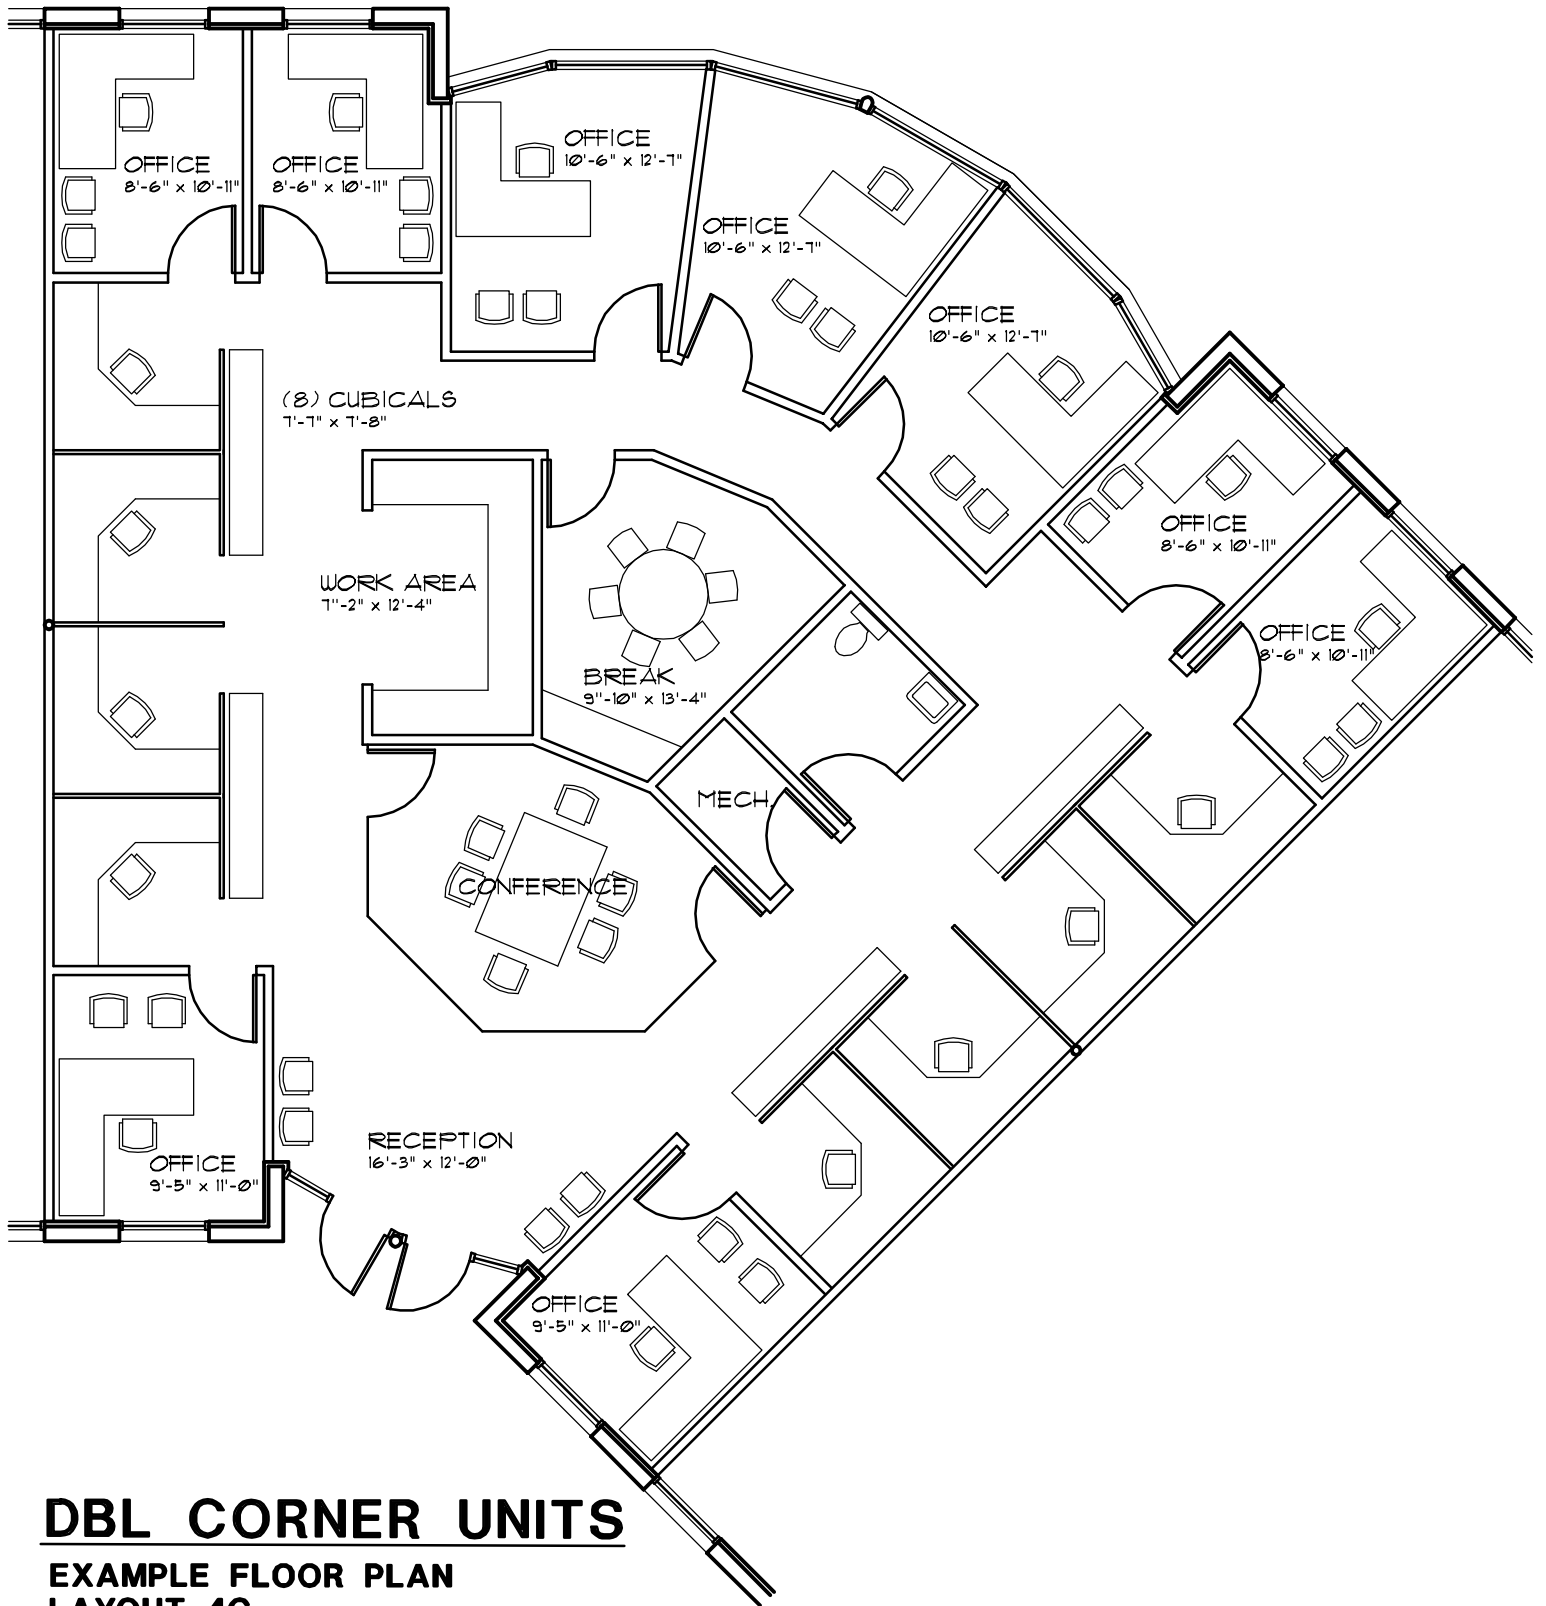 OFFICE
8'-6" x 10'-11"
OFFICE
8'-6" x 10'-11"
OFFICE
10'-6" x 12'-7"
OFFICE
10'-6" x 12'-7"
OFFICE
10'-6" x 12'-7"
(8) CUBICALS
7'-7" x 7'-8"
OFFICE
8'-6" x 10'-11"
WORK AREA
7"-2" x 12'-4"
OFFICE
8'-6" x 10'-11"
BREAK
9"-10" x 13'-4"
MECH.
CONFERENCE
RECEPTION
16'-3" x 12'-0"
OFFICE
9'-5" x 11'-0"
OFFICE
9'-5" x 11'-0"
DBL CORNER UNITS
EXAMPLE FLOOR PLAN
LAYOUT